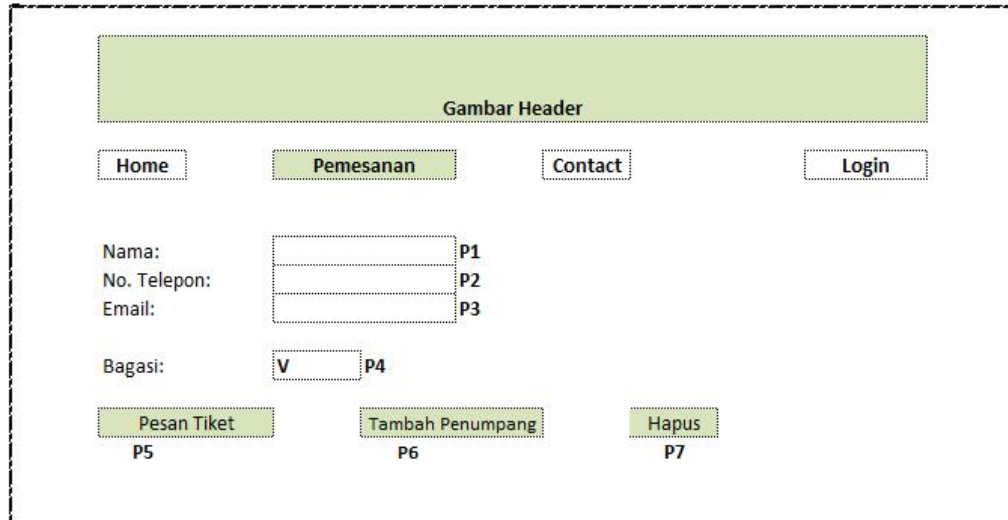 Gambar Header
Home Pemesanan Contact Login
Nama: P1
No. Telepon: P2
Email: P3
Bagasi: V P4
Pesan Tiket Tambah Penumpang Hapus
P5 P6 P7